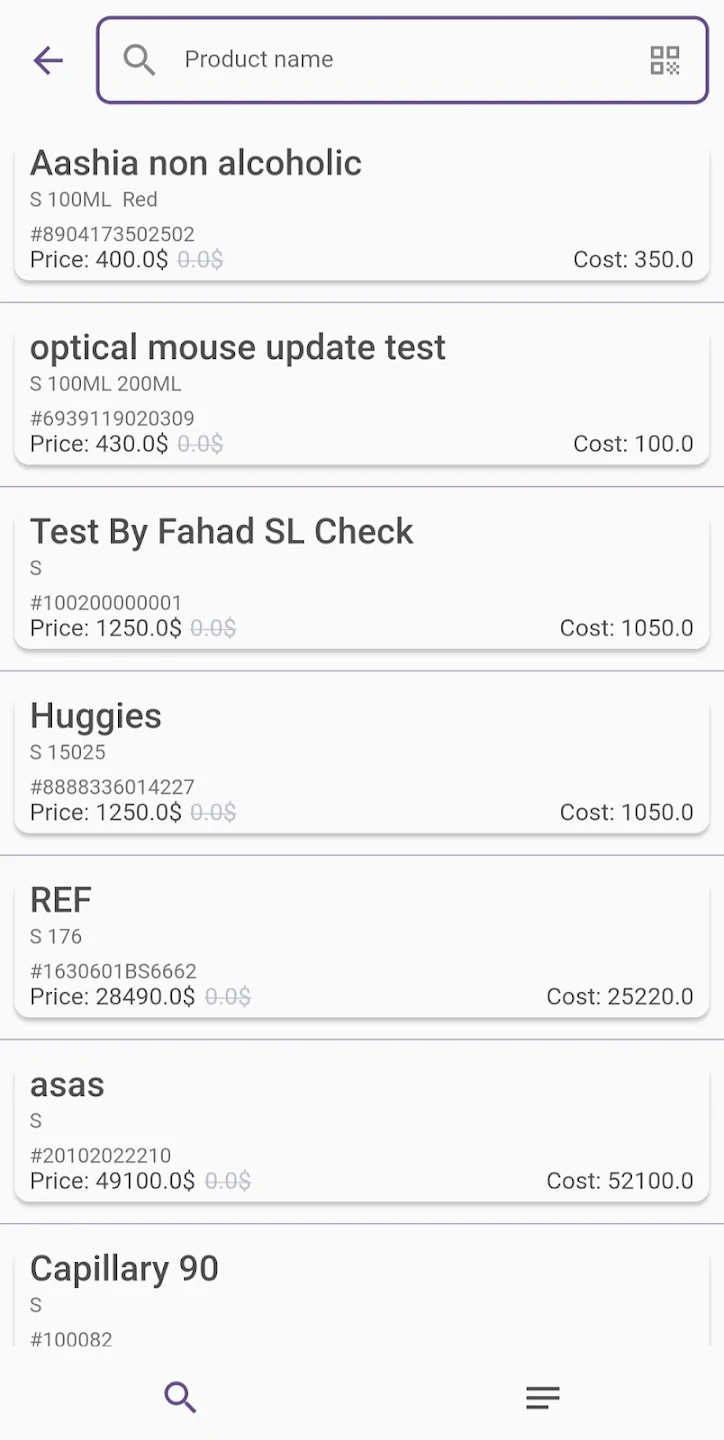 Product name
Aashia non alcoholic
S 100ML  Red
#8904173502502
Price: 400.0$ 0.0$ Cost: 350.0
optical mouse update test
S 100ML 200ML
#6939119020309
Price: 430.0$ 0.0$ Cost: 100.0
Test By Fahad SL Check
S
#100200000001
Price: 1250.0$ 0.0$ Cost: 1050.0
Huggies
S 15025
#8888336014227
Price: 1250.0$ 0.0$ Cost: 1050.0
REF
S 176
#1630601BS6662
Price: 28490.0$ 0.0$ Cost: 25220.0
asas
S
#20102022210
Price: 49100.0$ 0.0$ Cost: 52100.0
Capillary 90
S
#100082